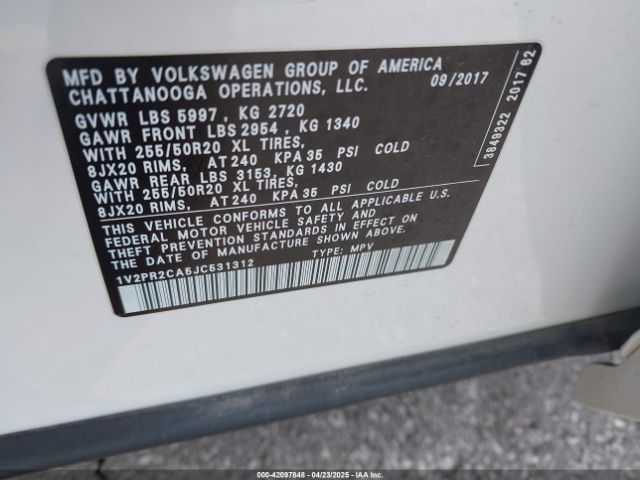 MFD BY VOLKSWAGEN GROUP OF AMERICA
CHATTANOOGA OPERATIONS, LLC. 09/2017
GVWR LBS 5997 , KG 2720
GAWR FRONT LBS 2954 , KG 1340
WITH 255/50R20 XL TIRES,
8JX20 RIMS, AT 240 KPA 35 PSI COLD
GAWR REAR LBS 3153, KG 1430
WITH 255/50R20 XL TIRES,
8JX20 RIMS, AT 240 KPA 35 PSI COLD
THIS VEHICLE CONFORMS TO ALL APPLICABLE U.S.
FEDERAL MOTOR VEHICLE SAFETY AND
THEFT PREVENTION STANDARDS IN EFFECT ON
THE DATE OF MANUFACTURE SHOWN ABOVE.
1V2PR2CA5JC531312 TYPE: MPV
3849322 2017 62
000-42097848 - 04/23/2025 - IAAI.COM